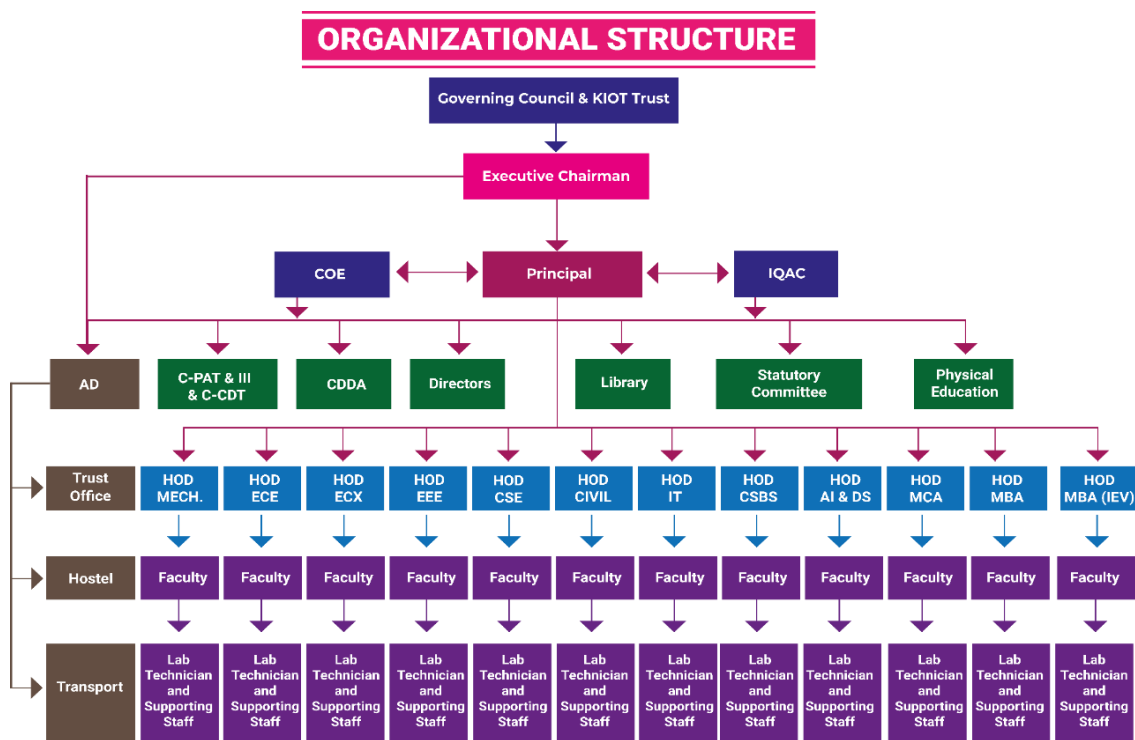 ORGANIZATIONAL STRUCTURE
Governing Council & KIOT Trust
Executive Chairman
COE
Principal
IQAC
AD
C-PAT & III
& C-CDT
CDDA
Directors
Library
Statutory
Committee
Physical
Education
Trust
Office
HOD
MECH.
HOD
ECE
HOD
ECX
HOD
EEE
HOD
CSE
HOD
CIVIL
HOD
IT
HOD
CSBS
HOD
AI & DS
HOD
MCA
HOD
MBA
HOD
MBA (IEV)
Hostel
Faculty
Faculty
Faculty
Faculty
Faculty
Faculty
Faculty
Faculty
Faculty
Faculty
Faculty
Faculty
Transport
Lab
Technician
and
Supporting
Staff
Lab
Technician
and
Supporting
Staff
Lab
Technician
and
Supporting
Staff
Lab
Technician
and
Supporting
Staff
Lab
Technician
and
Supporting
Staff
Lab
Technician
and
Supporting
Staff
Lab
Technician
and
Supporting
Staff
Lab
Technician
and
Supporting
Staff
Lab
Technician
and
Supporting
Staff
Lab
Technician
and
Supporting
Staff
Lab
Technician
and
Supporting
Staff
Lab
Technician
and
Supporting
Staff